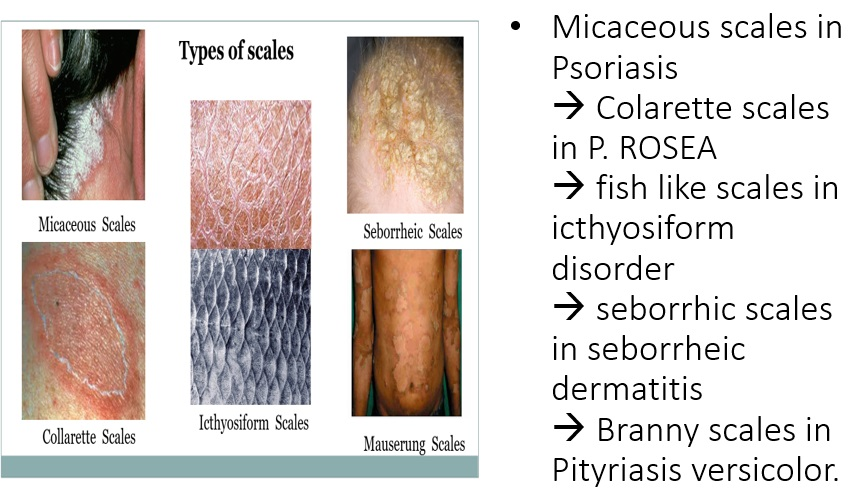 Types of scales
Micaceous Scales
Seborrheic Scales
Collarette Scales
Icthyosiform Scales
Mauserung Scales
• Micaceous scales in
Psoriasis
→ Colarette scales
in P. ROSEA
→ fish like scales in
icthyosiform
disorder
→ seborrhic scales
in seborrheic
dermatitis
→ Branny scales in
Pityriasis versicolor.